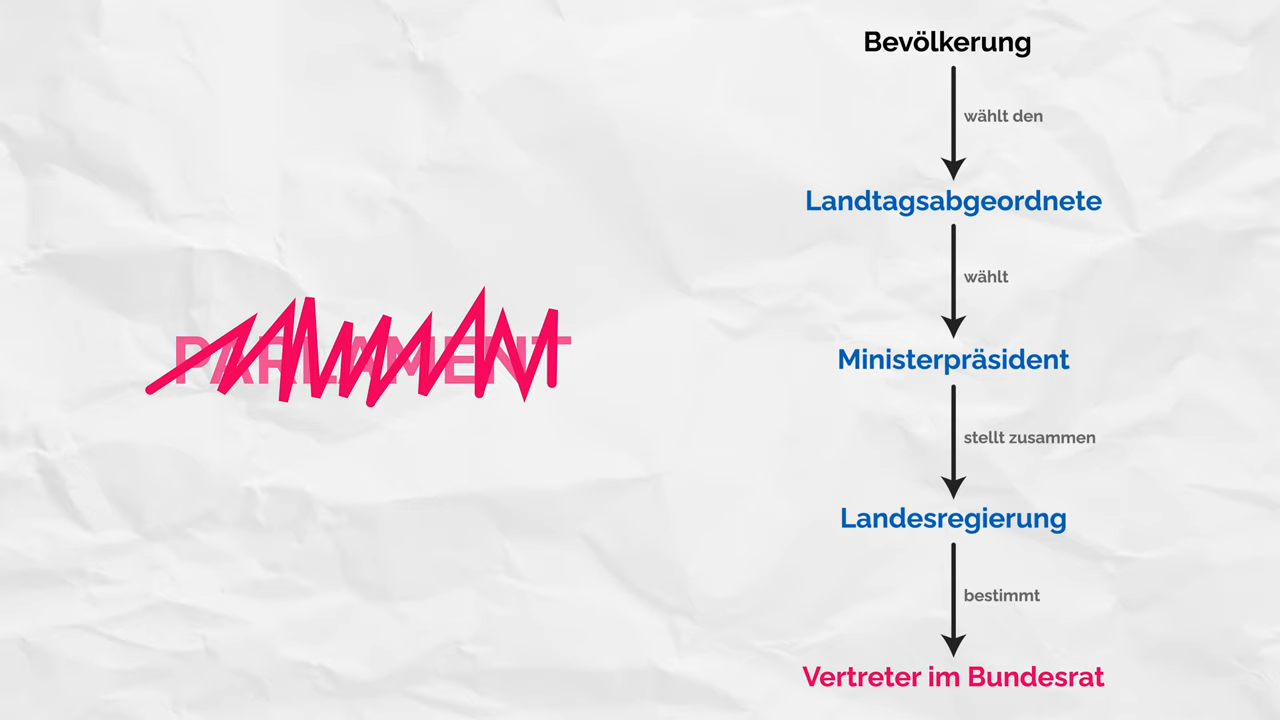 PARLAMENT
Bevölkerung
wählt den
Landtagsabgeordnete
wählt
Ministerpräsident
stellt zusammen
Landesregierung
bestimmt
Vertreter im Bundesrat